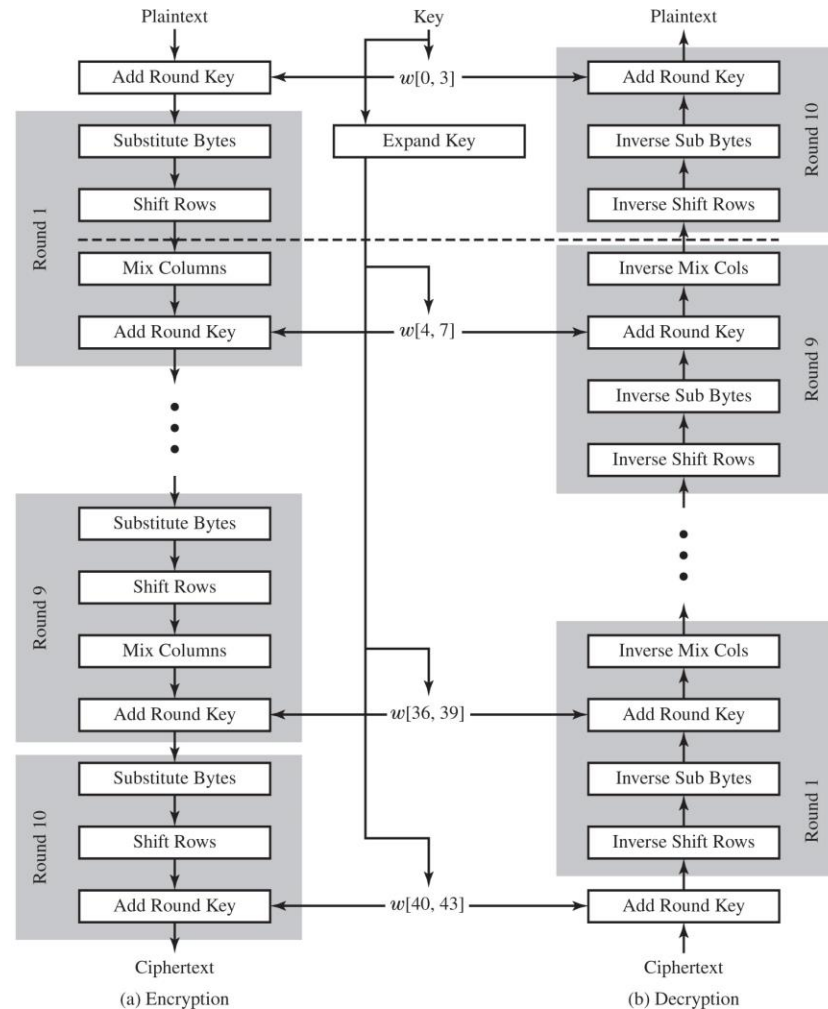 Plaintext
Add Round Key
Round 1
Substitute Bytes
Shift Rows
Mix Columns
Add Round Key
Round 9
Substitute Bytes
Shift Rows
Mix Columns
Add Round Key
Round 10
Substitute Bytes
Shift Rows
Add Round Key
Ciphertext
(a) Encryption
Key
w[0, 3]
Expand Key
w[4, 7]
w[36, 39]
w[40, 43]
Plaintext
Add Round Key
Inverse Sub Bytes
Inverse Shift Rows
Round 10
Inverse Mix Cols
Add Round Key
Inverse Sub Bytes
Inverse Shift Rows
Round 9
Inverse Mix Cols
Add Round Key
Inverse Sub Bytes
Inverse Shift Rows
Round 1
Add Round Key
Ciphertext
(b) Decryption